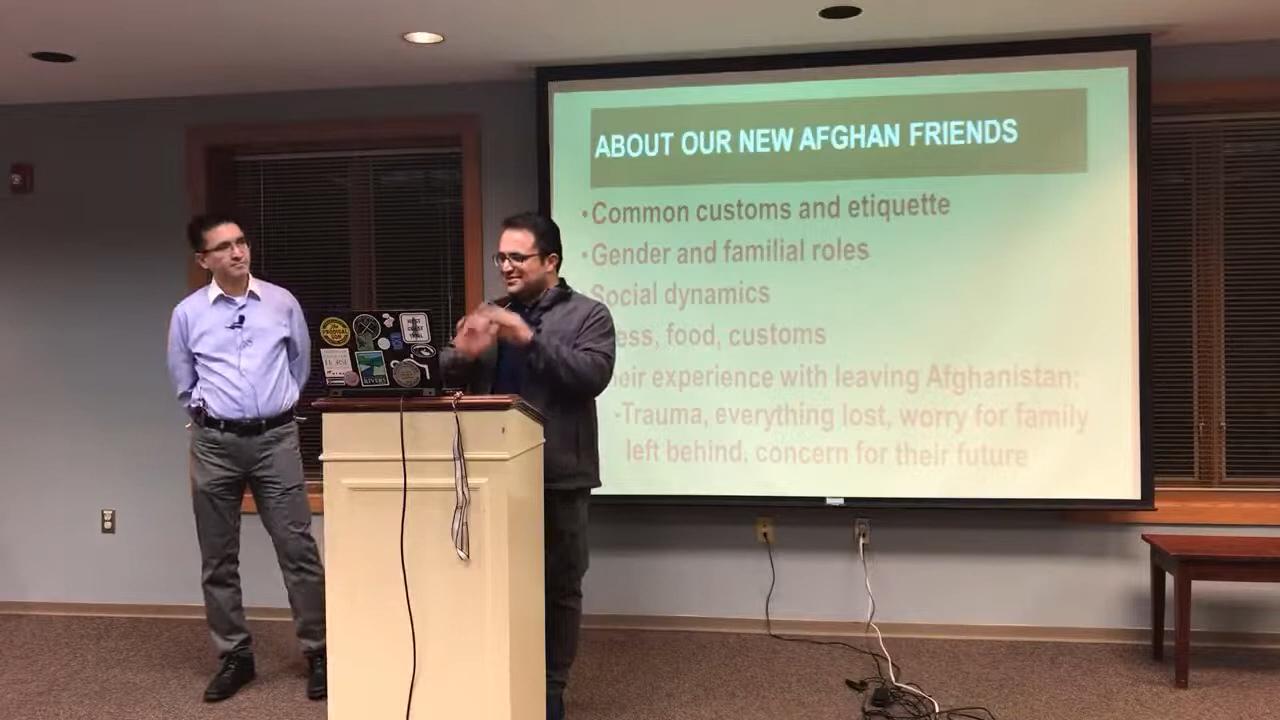 ABOUT OUR NEW AFGHAN FRIENDS
•Common customs and etiquette
•Gender and familial roles
Social dynamics
food, customs
experience with leaving Afghanistan:
-Trauma, everything lost, worry for family
left behind, concern for their future
RIVERS